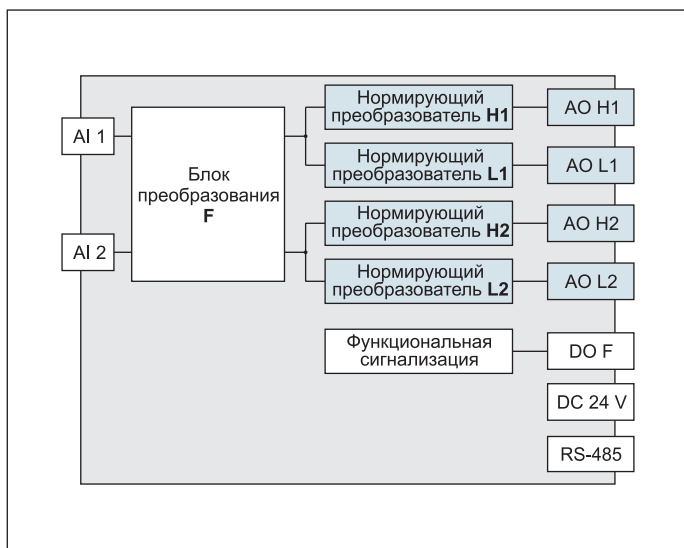 AI 1
AI 2
Блок
преобразования
F
Нормирующий
преобразователь H1
Нормирующий
преобразователь L1
Нормирующий
преобразователь H2
Нормирующий
преобразователь L2
Функциональная
сигнализация
AO H1
AO L1
AO H2
AO L2
DO F
DC 24 V
RS-485